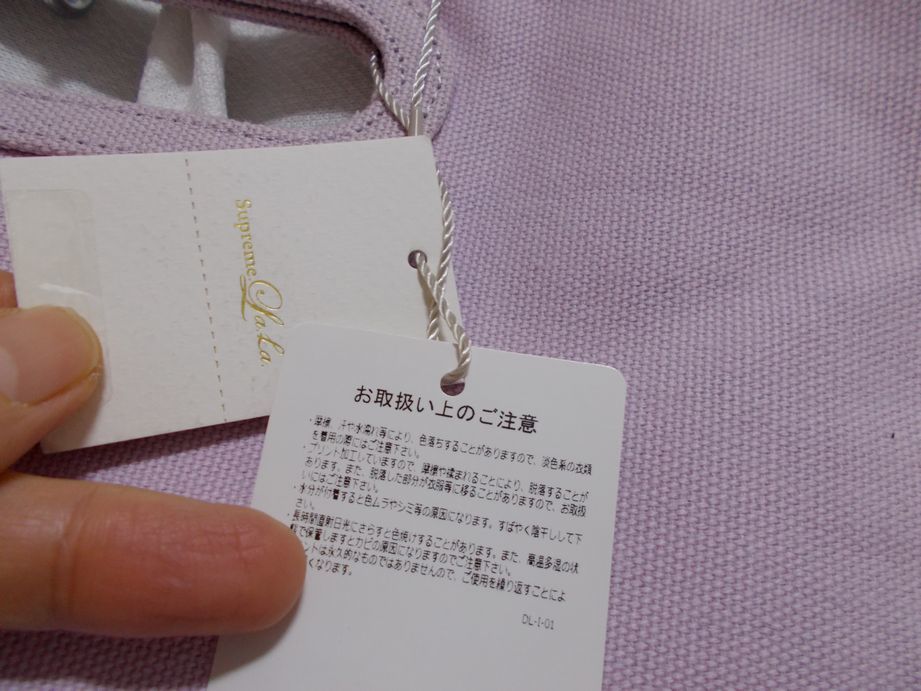 Supreme.La.La.
お取扱い上のご注意
・摩擦、汗や水濡れ等により、色落ちすることがありますので、淡色系の衣類
を着用の際にはご注意下さい。
・プリント加工していますので、摩擦や揉まれることにより、脱落することが
あります。また、脱落した部分が衣服等に移ることがありますので、お取扱
いにはご注意下さい。
・水分が付着すると色ムラやシミ等の原因になります。すばやく陰干しして下
さい。
・長時間直射日光にさらすと色焼けすることがあります。また、高温多湿の状
で保管しますとカビの原因になりますのでご注意下さい。
ントは永久的なものではありませんので、ご使用を繰り返すことによ
くなります。
DL-I-01